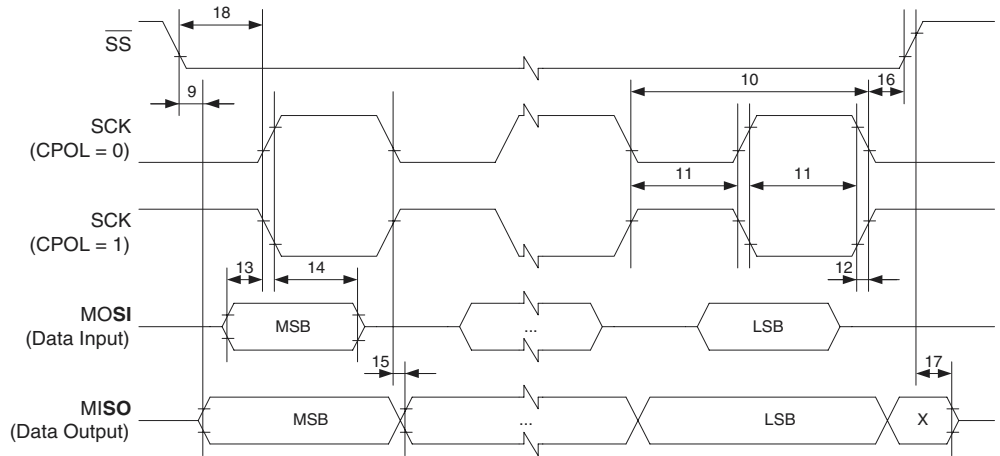 18
SS
9
10
16
SCK
(CPOL = 0)
11
11
SCK
(CPOL = 1)
13
14
12
MOSI
(Data Input)
MSB
...
LSB
15
17
MISO
(Data Output)
MSB
...
LSB
X